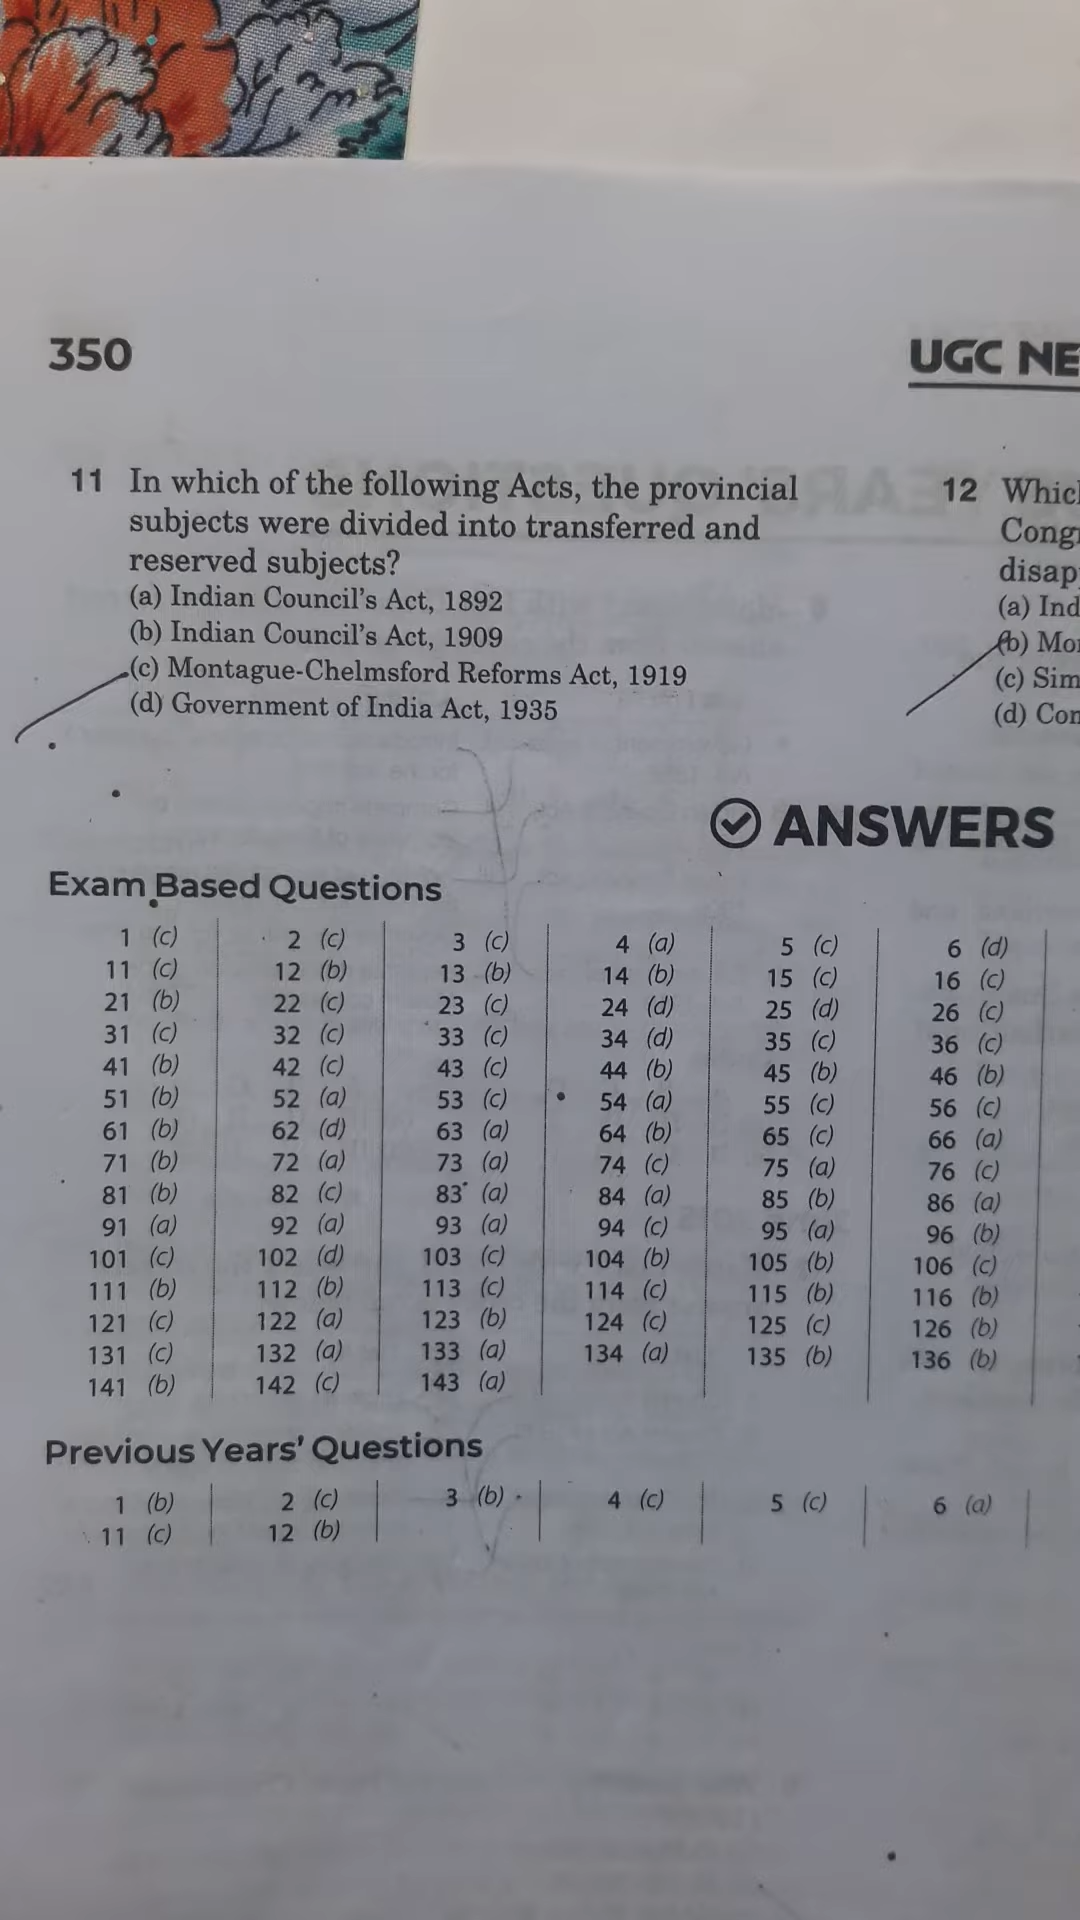 350
UGC NE
11 In which of the following Acts, the provincial
subjects were divided into transferred and
reserved subjects?
(a) Indian Council's Act, 1892
(b) Indian Council's Act, 1909
(c) Montague-Chelmsford Reforms Act, 1919
(d) Government of India Act, 1935
12 Which
Cong
disap
(a) Ind
(b) Mo
(c) Sim
(d) Con
ANSWERS
Exam Based Questions
1 (c) 2 (c) 3 (c) 4 (a) 5 (c) 6 (d)
11 (c) 12 (b) 13 (b) 14 (b) 15 (c) 16 (c)
21 (b) 22 (c) 23 (c) 24 (d) 25 (d) 26 (c)
31 (c) 32 (c) 33 (c) 34 (d) 35 (c) 36 (c)
41 (b) 42 (c) 43 (c) 44 (b) 45 (b) 46 (b)
51 (b) 52 (a) 53 (c) 54 (a) 55 (c) 56 (c)
61 (b) 62 (d) 63 (a) 64 (b) 65 (c) 66 (a)
71 (b) 72 (a) 73 (a) 74 (c) 75 (a) 76 (c)
81 (b) 82 (c) 83 (a) 84 (a) 85 (b) 86 (a)
91 (a) 92 (a) 93 (a) 94 (c) 95 (a) 96 (b)
101 (c) 102 (d) 103 (c) 104 (b) 105 (b) 106 (c)
111 (b) 112 (b) 113 (c) 114 (c) 115 (b) 116 (b)
121 (c) 122 (a) 123 (b) 124 (c) 125 (c) 126 (b)
131 (c) 132 (a) 133 (a) 134 (a) 135 (b) 136 (b)
141 (b) 142 (c) 143 (a)
Previous Years' Questions
1 (b) 2 (c) 3 (b) 4 (c) 5 (c) 6 (a)
11 (c) 12 (b)